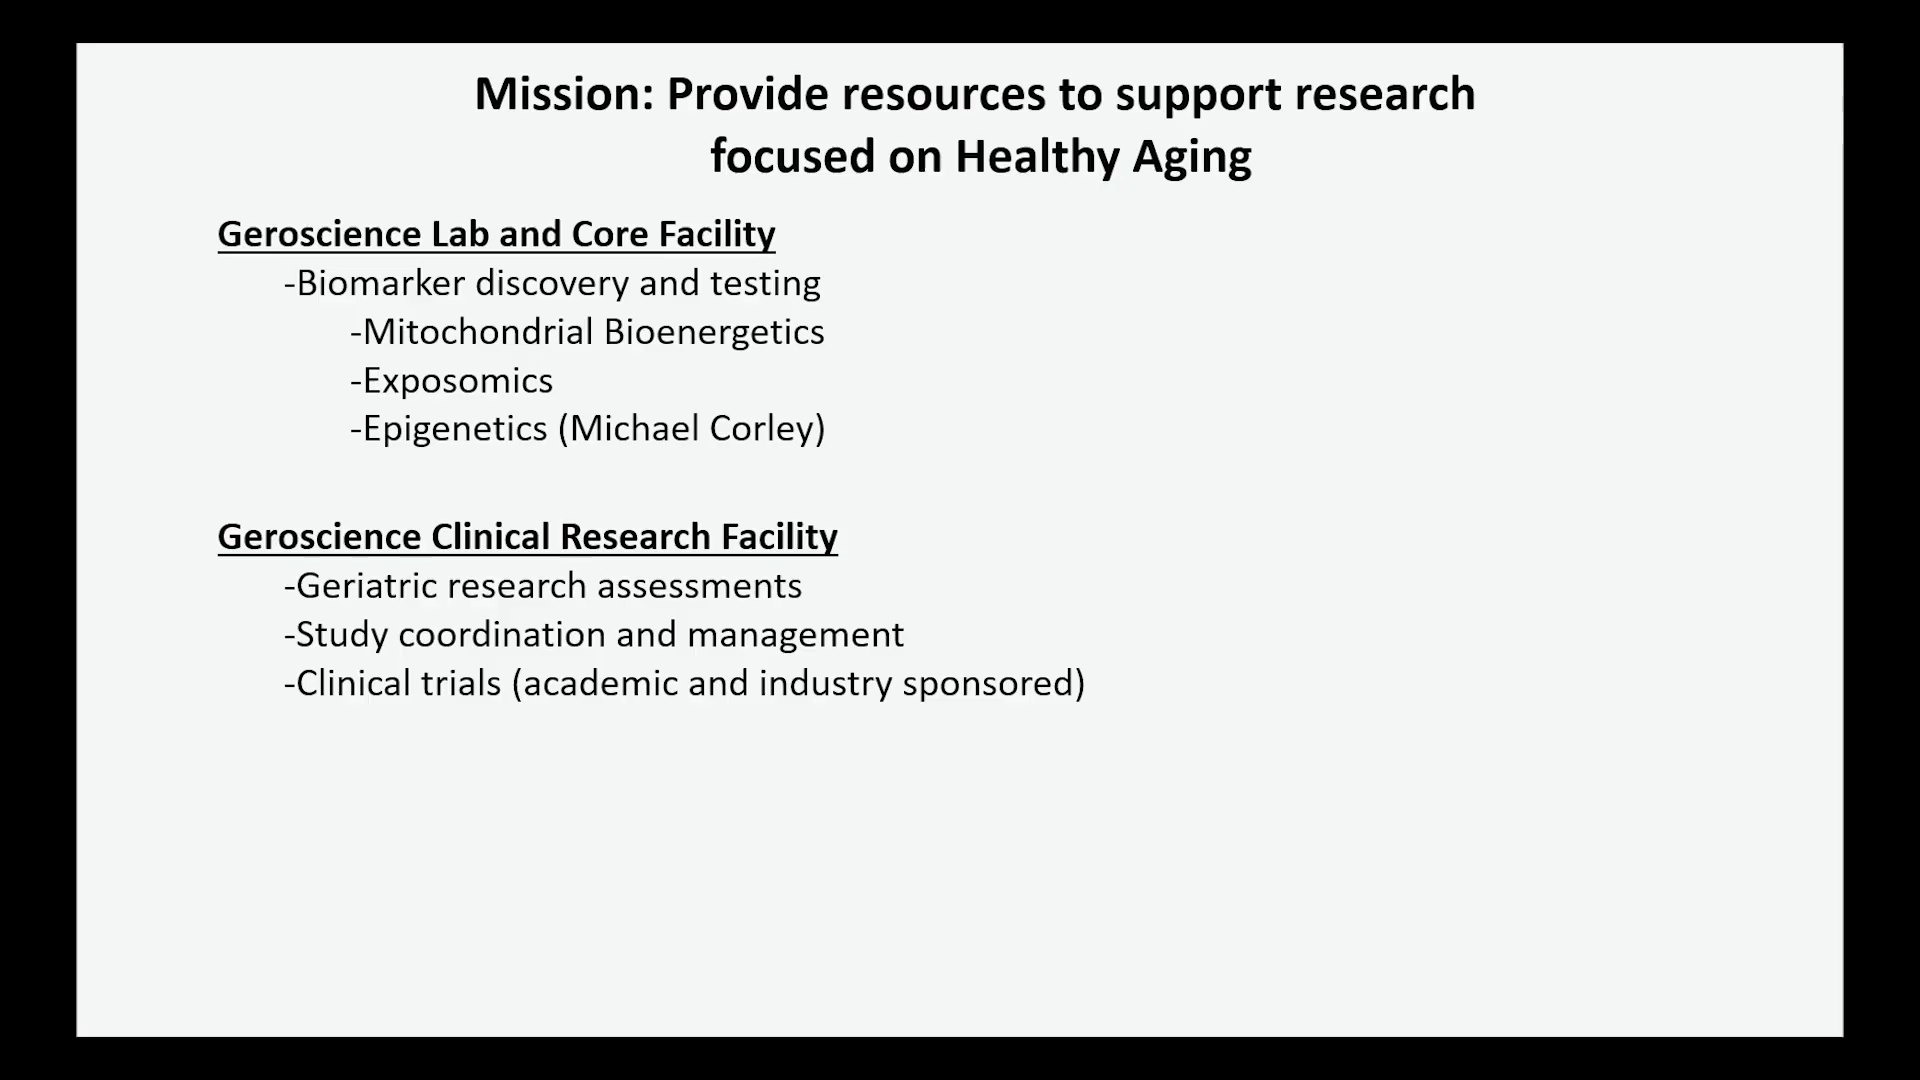 Mission: Provide resources to support research
focused on Healthy Aging
Geroscience Lab and Core Facility
-Biomarker discovery and testing
-Mitochondrial Bioenergetics
-Exposomics
-Epigenetics (Michael Corley)
Geroscience Clinical Research Facility
-Geriatric research assessments
-Study coordination and management
-Clinical trials (academic and industry sponsored)